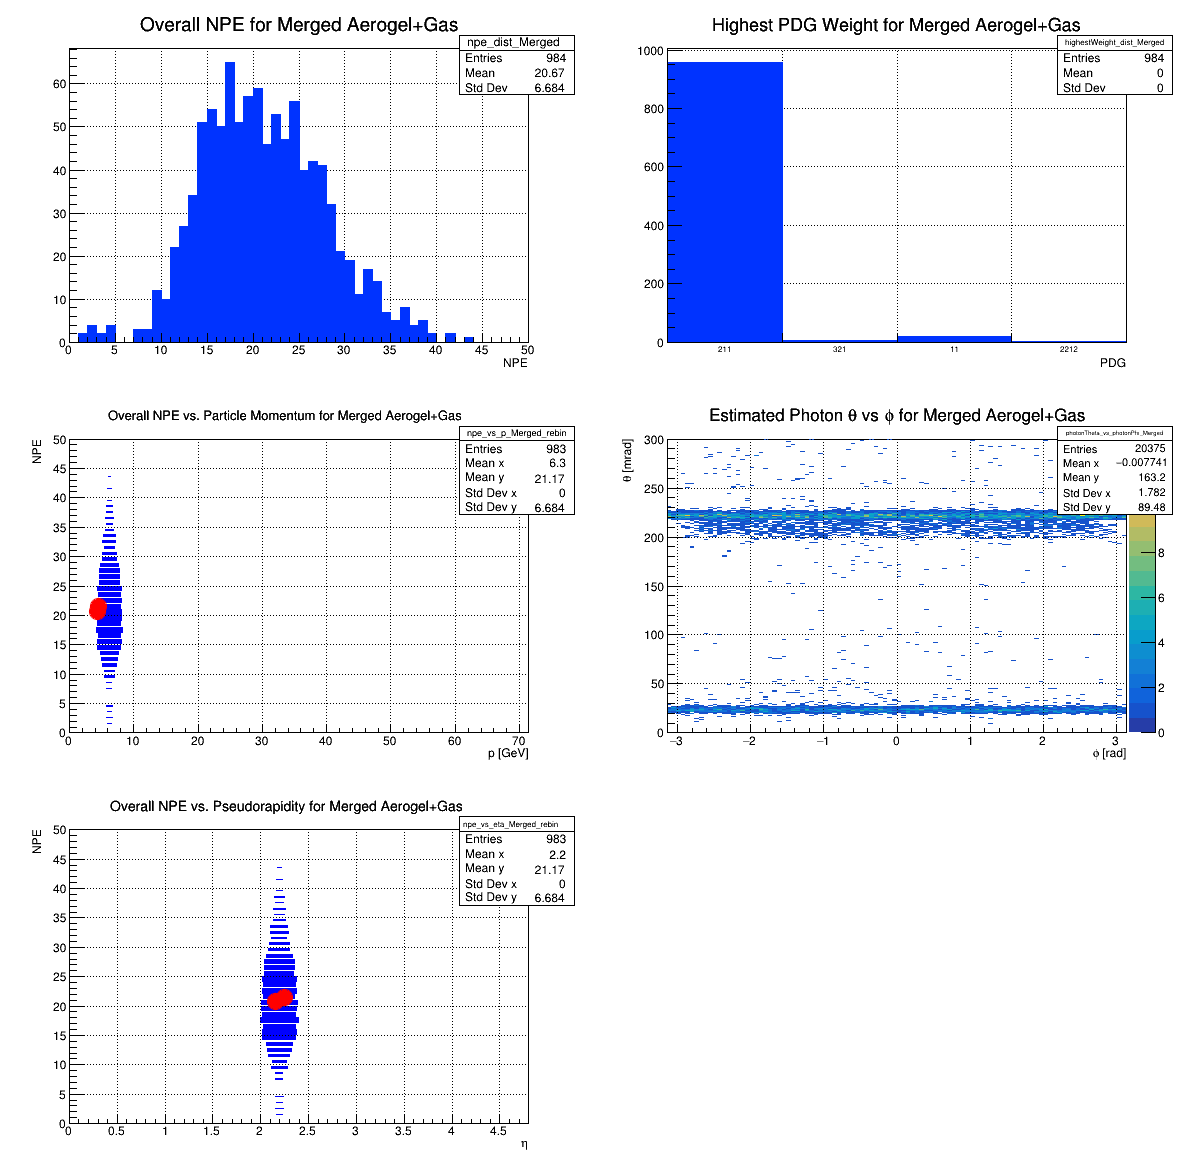 Overall NPE for Merged Aerogel+Gas
npe_dist_Merged
Entries 984
Mean 20.67
Std Dev 6.684
60
50
40
30
20
10
0
0 5 10 15 20 25 30 35 40 45 50
NPE
Highest PDG Weight for Merged Aerogel+Gas
highestWeight_dist_Merged
Entries 984
Mean 0
Std Dev 0
1000
800
600
400
200
0
211 321 11 2212
PDG
Overall NPE vs. Particle Momentum for Merged Aerogel+Gas
npe_vs_p_Merged_rebin
Entries 983
Mean x 6.3
Mean y 21.17
Std Dev x 0
Std Dev y 6.684
NPE
50
45
40
35
30
25
20
15
10
5
0
0 10 20 30 40 50 60 70
p [GeV]
Estimated Photon θ vs ϕ for Merged Aerogel+Gas
photonTheta_vs_photonPhi_Merged
Entries 20375
Mean x −0.007741
Mean y 163.2
Std Dev x 1.782
Std Dev y 89.48
θ [mrad]
300
250
200
150
100
50
0
−3 −2 −1 0 1 2 3
ϕ [rad]
8
6
4
2
0
Overall NPE vs. Pseudorapidity for Merged Aerogel+Gas
npe_vs_eta_Merged_rebin
Entries 983
Mean x 2.2
Mean y 21.17
Std Dev x 0
Std Dev y 6.684
NPE
50
45
40
35
30
25
20
15
10
5
0
0 0.5 1 1.5 2 2.5 3 3.5 4 4.5
η